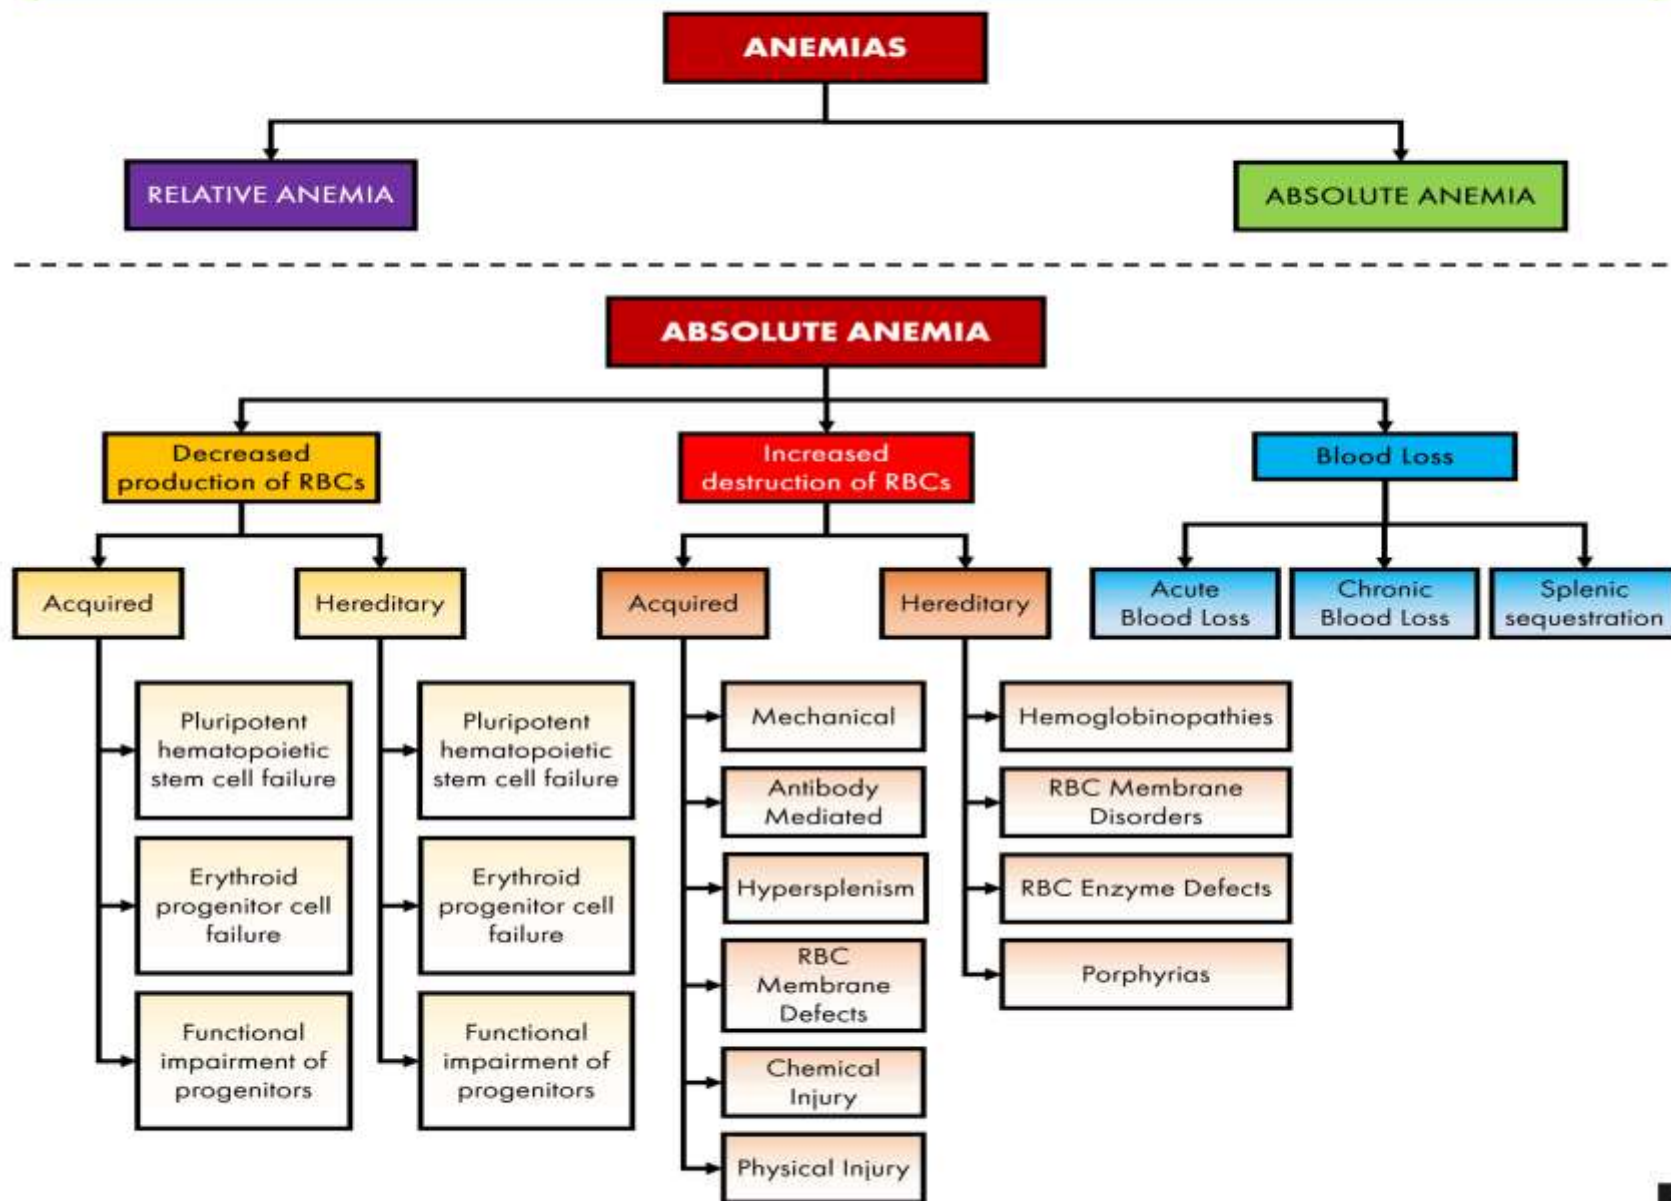 ANEMIAS
RELATIVE ANEMIA
ABSOLUTE ANEMIA
ABSOLUTE ANEMIA
Decreased
production of RBCs
Increased
destruction of RBCs
Blood Loss
Acquired
Hereditary
Acquired
Hereditary
Acute
Blood Loss
Chronic
Blood Loss
Splenic
sequestration
Pluripotent
hematopoietic
stem cell failure
Erythroid
progenitor cell
failure
Functional
impairment of
progenitors
Pluripotent
hematopoietic
stem cell failure
Erythroid
progenitor cell
failure
Functional
impairment of
progenitors
Mechanical
Antibody
Mediated
Hypersplenism
RBC
Membrane
Defects
Chemical
Injury
Physical Injury
Hemoglobinopathies
RBC Membrane
Disorders
RBC Enzyme Defects
Porphyrias